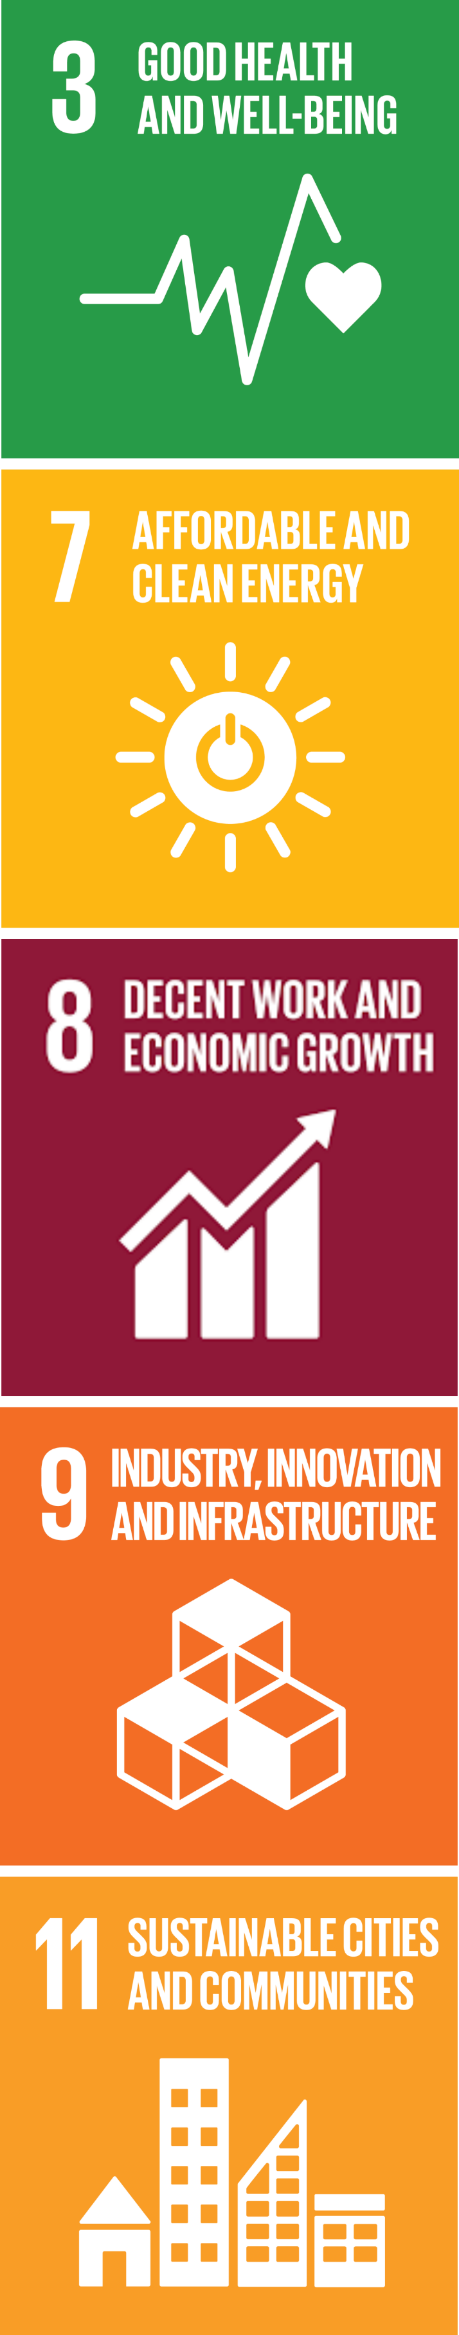 3 GOOD HEALTH
AND WELL-BEING
7 AFFORDABLE AND
CLEAN ENERGY
8 DECENT WORK AND
ECONOMIC GROWTH
9 INDUSTRY, INNOVATION
AND INFRASTRUCTURE
11 SUSTAINABLE CITIES
AND COMMUNITIES